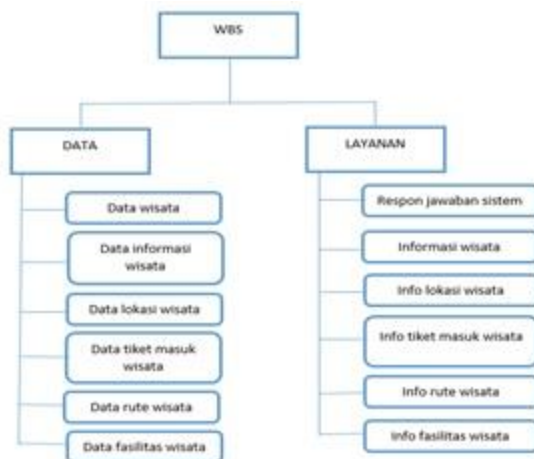 WBS
DATA
Data wisata
Data informasi
wisata
Data lokasi wisata
Data tiket masuk
wisata
Data rute wisata
Data fasilitas wisata
LAYANAN
Respon jawaban sistem
Informasi wisata
Info lokasi wisata
Info tiket masuk wisata
Info rute wisata
Info fasilitas wisata